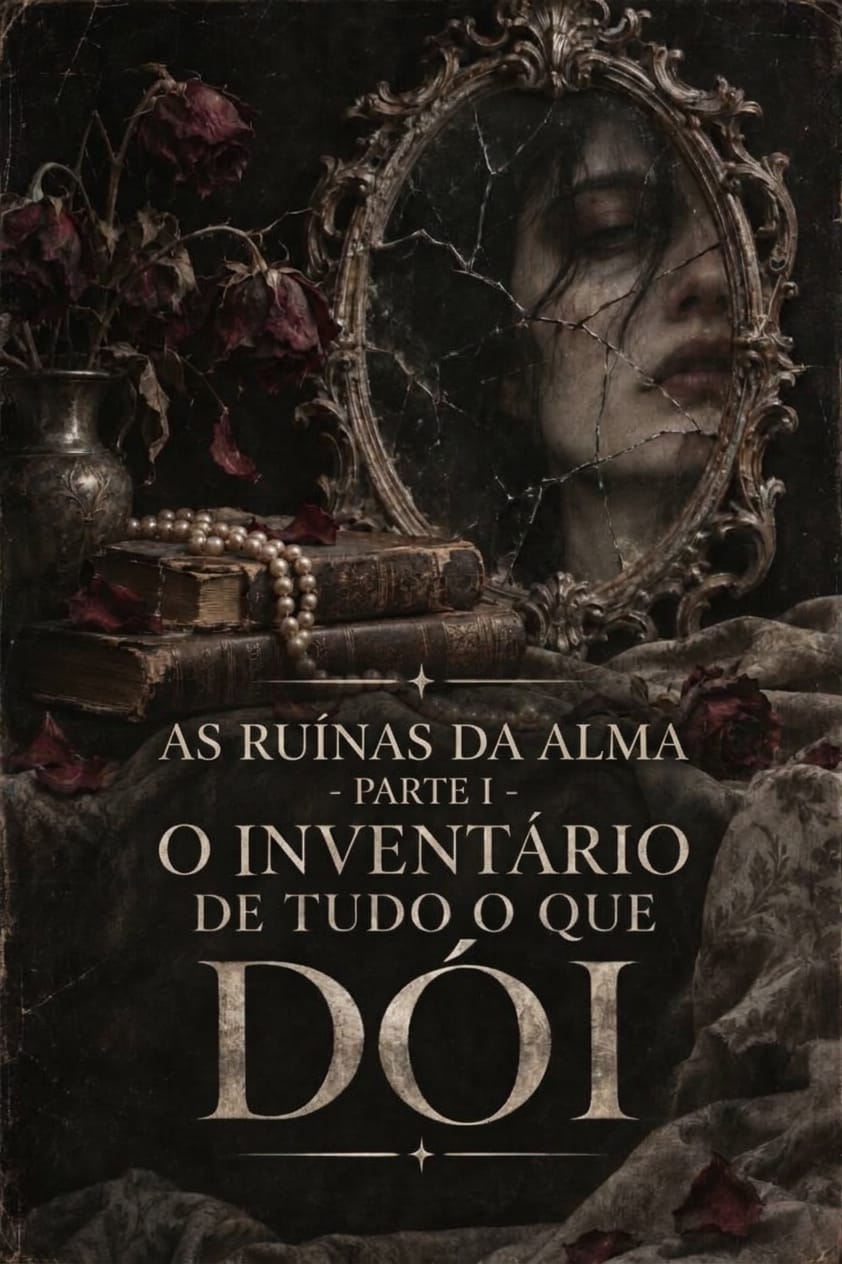 AS RUÍNAS DA ALMA
- PARTE I -
O INVENTÁRIO
DE TUDO O QUE
DÓI